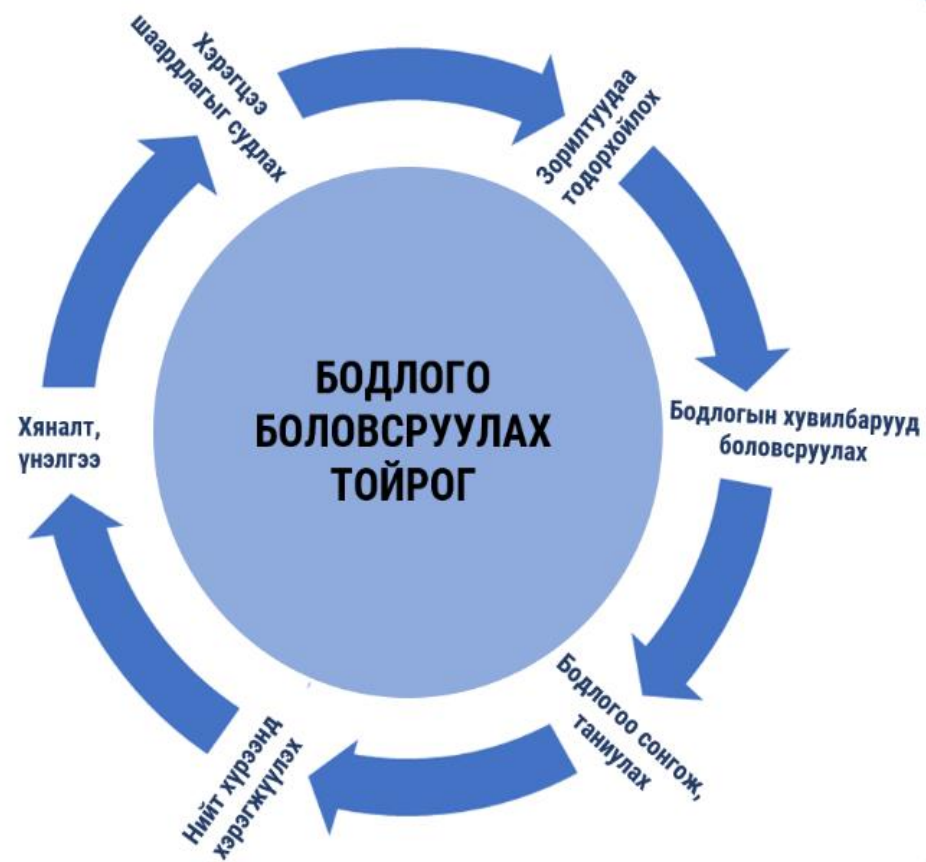 Хэрэгцээ
шаардлагыг судлах
Зорилтуудаа
тодорхойлох
Бодлогын хувилбарууд
боловсруулах
Бодлогоо сонгож,
таниулах
Нийт хүрээнд
хэрэгжүүлэх
Хяналт,
үнэлгээ
БОДЛОГО
БОЛОВСРУУЛАХ
ТОЙРОГ